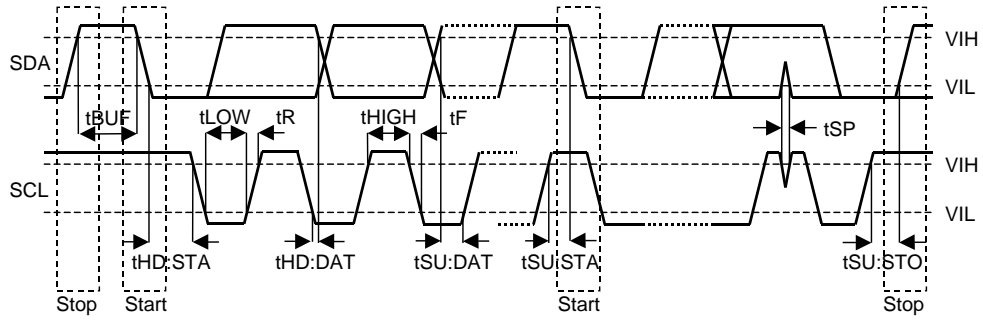 SDA
VIH
VIL
tBUF
tLOW
tR
tHIGH
tF
tSP
SCL
VIH
VIL
tHD:STA
tHD:DAT
tSU:DAT
tSU:STA
tSU:STO
Stop
Start
Start
Stop